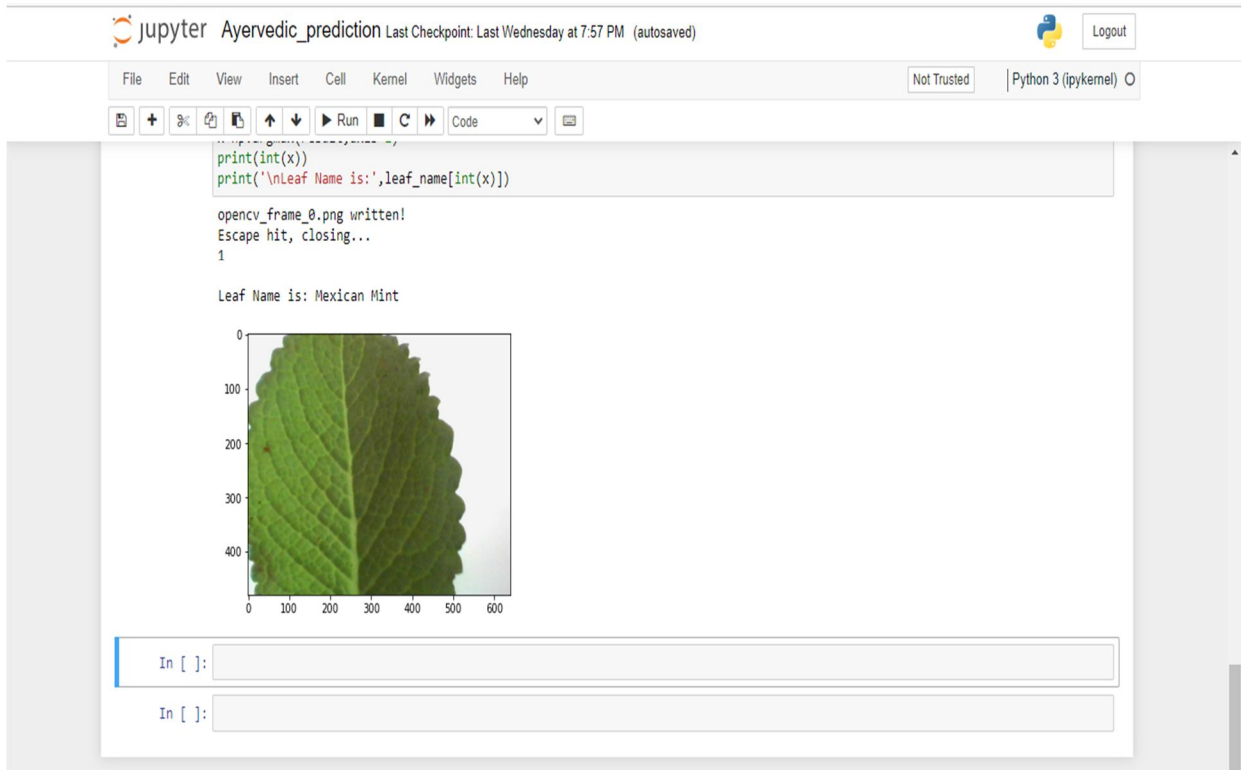 jupyter Ayervedic_prediction Last Checkpoint: Last Wednesday at 7:57 PM (autosaved)
Logout
File Edit View Insert Cell Kernel Widgets Help
Not Trusted
Python 3 (ipykernel)
Run
Code
print(int(x))
print('\nLeaf Name is:',leaf_name[int(x)])
opencv_frame_0.png written!
Escape hit, closing...
1
Leaf Name is: Mexican Mint
0
100
200
300
400
0 100 200 300 400 500 600
In [ ]:
In [ ]: